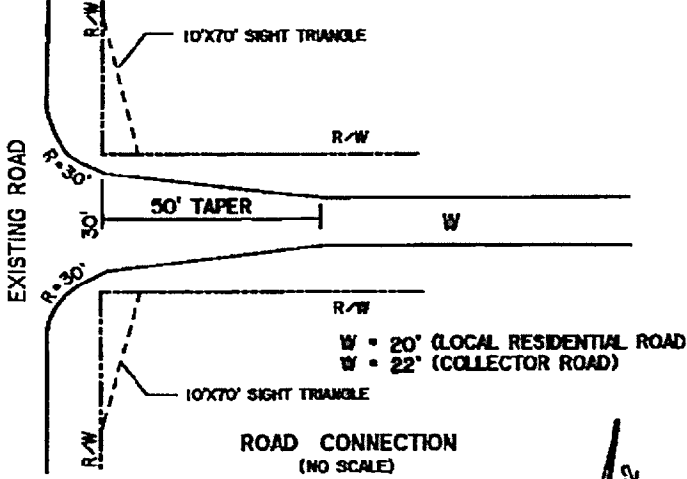 R/W
10'X70' SIGHT TRIANGLE
R/W
EXISTING ROAD
R=30'
50' TAPER
30'
W
R=30'
R/W
W = 20' (LOCAL RESIDENTIAL ROAD
W = 22' (COLLECTOR ROAD)
10'X70' SIGHT TRIANGLE
R/W
ROAD CONNECTION
(NO SCALE)